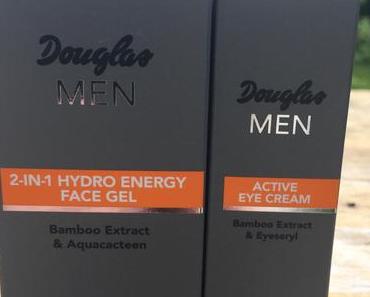 Douglas
MEN
2-IN-1 HYDRO ENERGY
FACE GEL
Bamboo Extract
& Aquacacteen
Douglas
MEN
ACTIVE
EYE CREAM
Bamboo Extract
& Eyeseryl